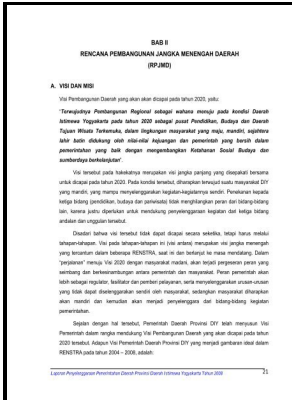 BAB II
RENCANA PEMBANGUNAN JANGKA MENENGAH DAERAH
(RPJMD)
A. VISI DAN MISI
Visi Pembangunan Daerah yang akan akan dicapai pada tahun 2020, yaitu:
"Terwujudnya Pembangunan Regional sebagai wahana menuju pada kondisi Daerah
Istimewa Yogyakarta pada tahun 2020 sebagai pusat Pendidikan, Budaya dan Daerah
Tujuan Wisata Terkemuka, dalam lingkungan masyarakat yang maju, mandiri, sejahtera
lahir batin didukung oleh nilai-nilai kejuangan dan pemerintah yang bersih dalam
pemerintahan yang baik dengan mengembangkan Ketahanan Sosial Budaya dan
sumberdaya berkelanjutan".
Visi tersebut pada hakekatnya merupakan visi jangka panjang yang disepakati bersama
untuk dicapai pada tahun 2020. Pada kondisi tersebut, diharapkan terwujud suatu masyarakat DIY
yang mandiri, yang mampu menyelenggarakan kegiatan-kegiatannya sendiri. Penekanan kepada
ketiga bidang (pendidikan, budaya dan pariwisata) tidak menghilangkan peran dari bidang-bidang
lain, karena justru diperlukan untuk mendukung penyelenggaraan kegiatan dari ketiga bidang
andalan dan unggulan tersebut.
Disadari bahwa visi tersebut tidak dapat dicapai secara seketika, tetapi harus melalui
tahapan-tahapan. Visi pada tahapan-tahapan ini (visi antara) merupakan visi jangka menengah
yang tercantum dalam beberapa RENSTRA, saat ini dan berlanjut ke masa mendatang. Dalam
"perjalanan" menuju Visi 2020 dengan masyarakat madani, akan terjadi pergeseran peran yang
seimbang dan berkesinambungan antara pemerintah dan masyarakat. Peran pemerintah akan
lebih sebagai regulator, fasilitator dan pemberi pelayanan, serta menyelenggarakan urusan-urusan
yang tidak dapat diselenggarakan sendiri oleh masyarakat, sedangkan masyarakat diharapkan
akan mandiri dan kemudian akan menjadi penyelenggara dari bidang-bidang kegiatan
pemerintahan.
Sejalan dengan hal tersebut, Pemerintah Daerah Provinsi DIY telah menyusun Visi
Pemerintah dalam rangka mendukung Visi Pembangunan Daerah yang akan dicapai pada tahun
2020. Adapun Visi Pemerintah Daerah Provinsi DIY yang menjadi gambaran ideal dalam
RENSTRA pada tahun 2004 – 2008, adalah:
Laporan Penyelenggaraan Pemerintahan Daerah Provinsi Daerah Istimewa Yogyakarta Tahun 2008 21